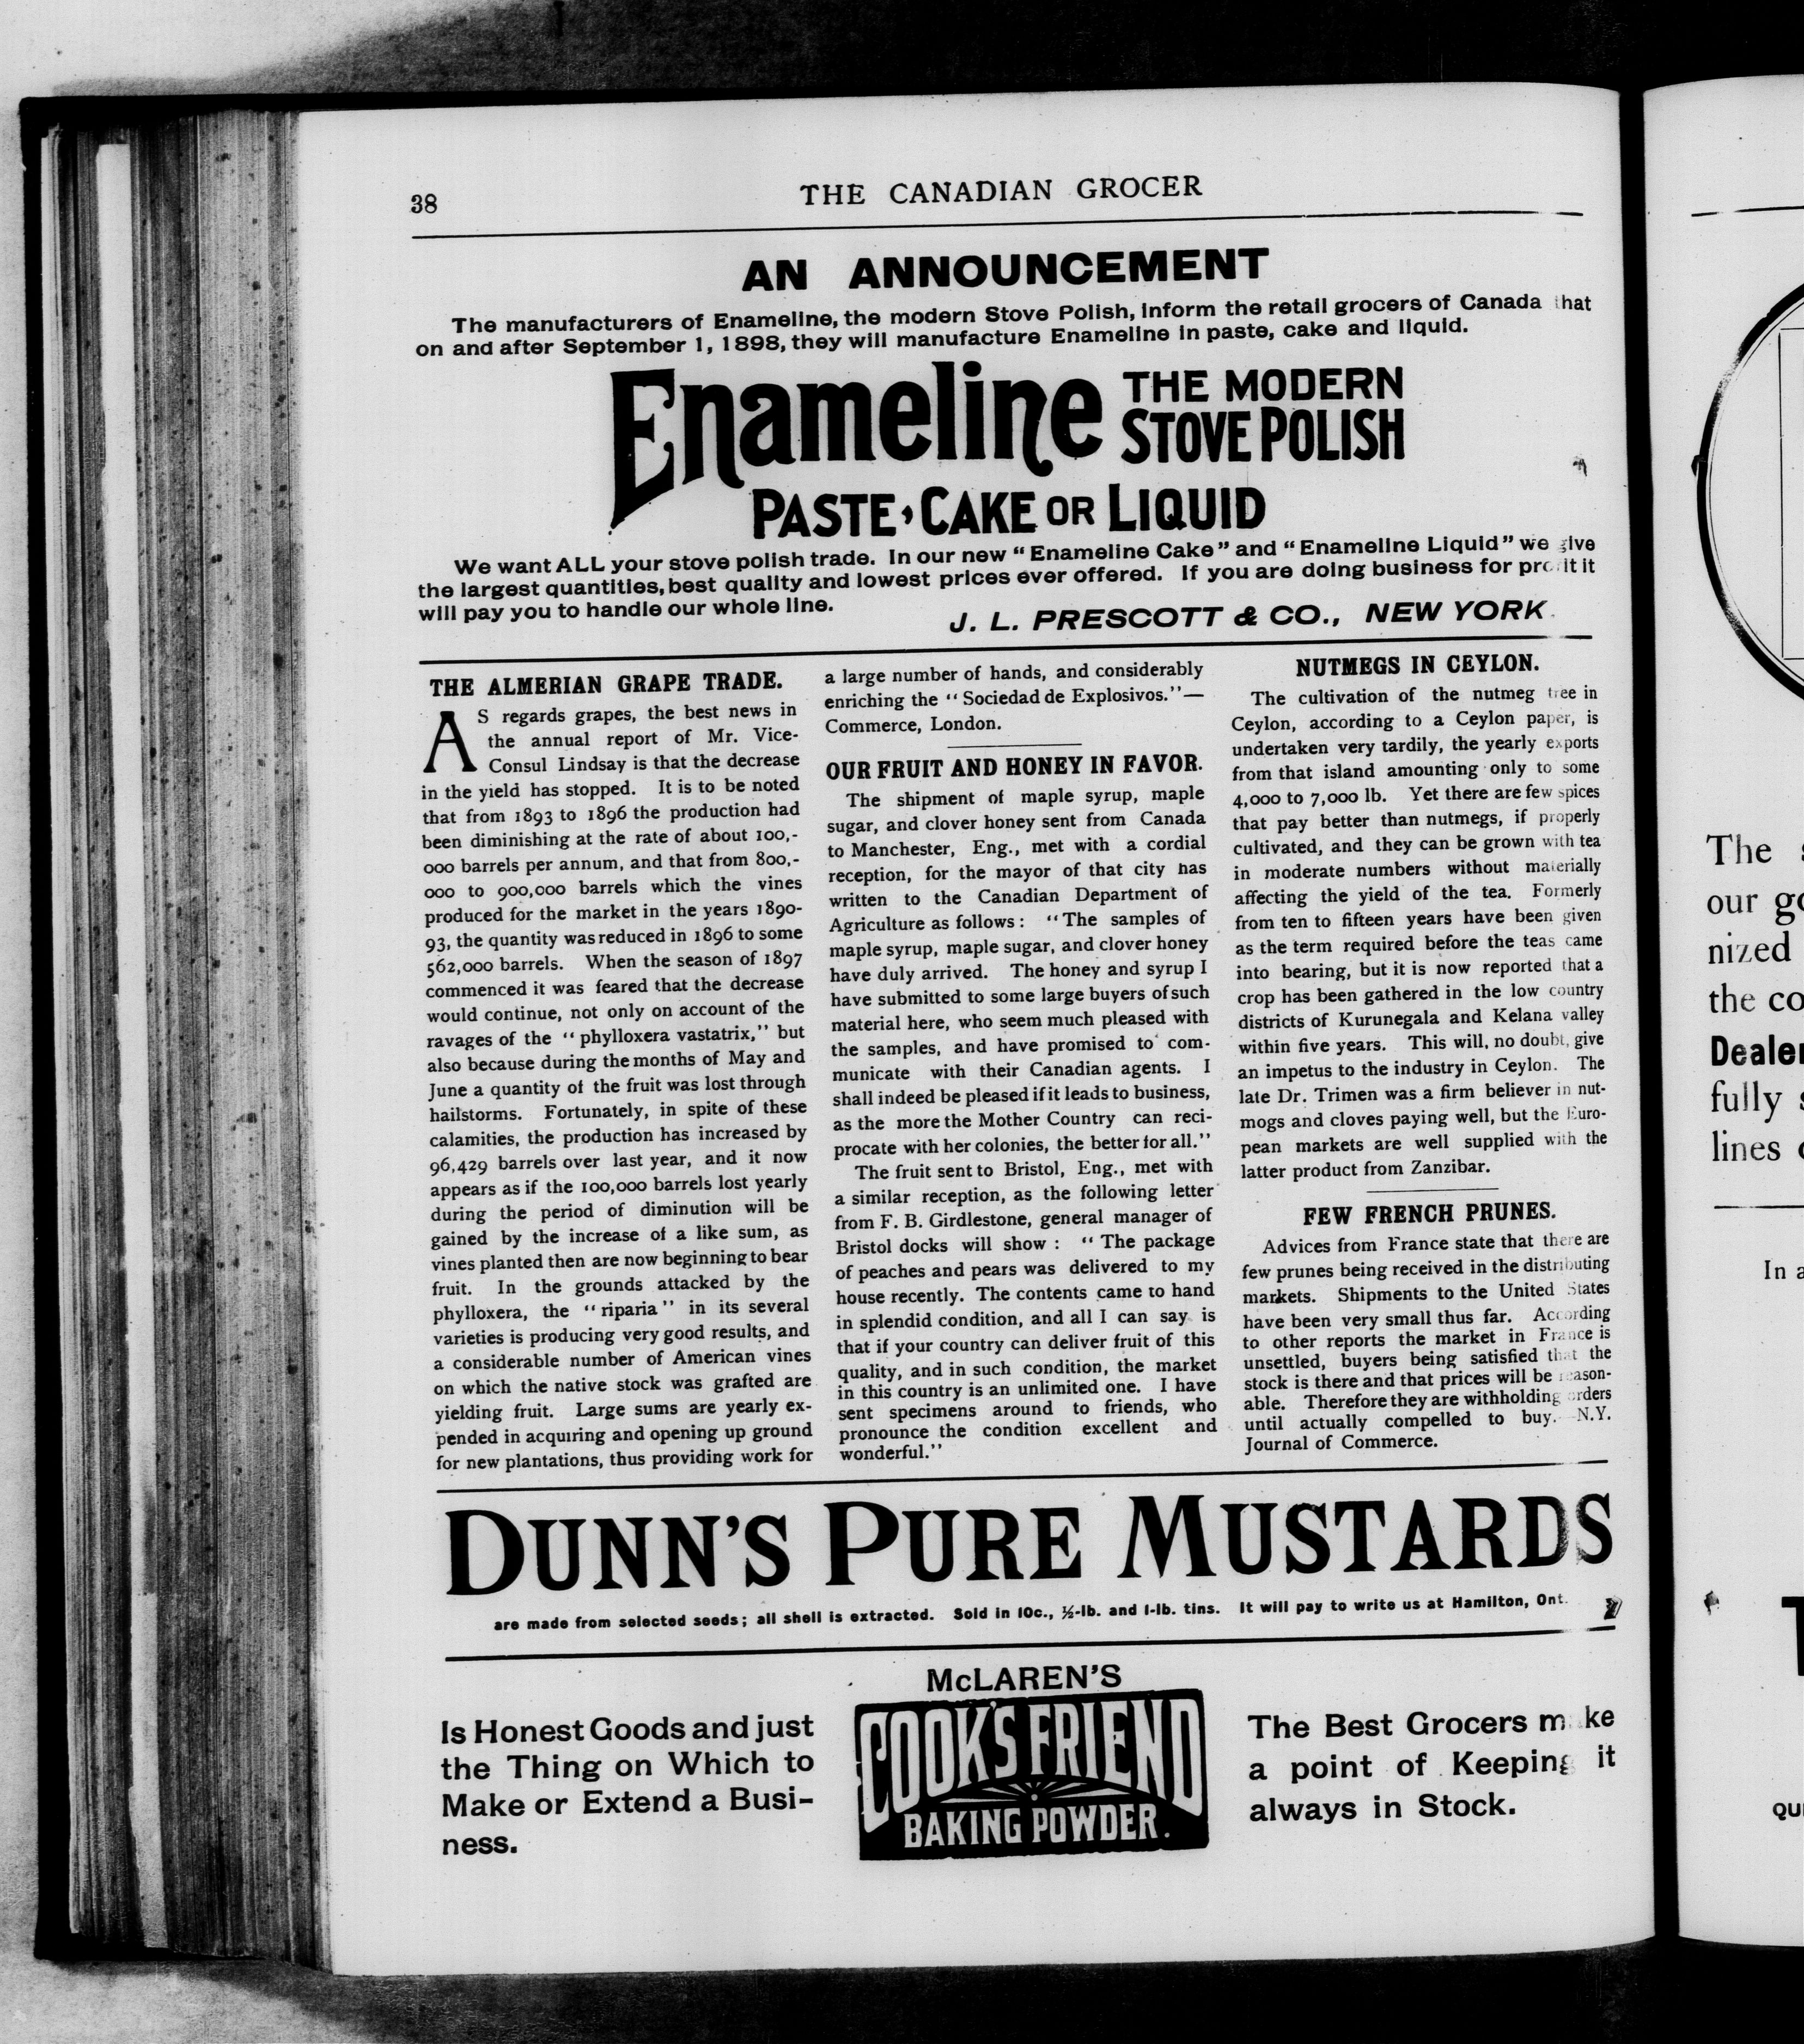 38
THE CANADIAN GROCER
AN ANNOUNCEMENT
The manufacturers of Enameline, the modern Stove Polish, inform the retail grocers of Canada that
on and after September 1, 1898, they will manufacture Enameline in paste, cake and liquid.
Enameline THE MODERN
STOVE POLISH
PASTE, CAKE OR LIQUID
We want ALL your stove polish trade. In our new "Enameline Cake" and "Enameline Liquid" we give
the largest quantities, best quality and lowest prices ever offered. If you are doing business for profit it
will pay you to handle our whole line.
J. L. PRESCOTT & CO., NEW YORK.
THE ALMERIAN GRAPE TRADE.
AS regards grapes, the best news in
the annual report of Mr. Vice-
Consul Lindsay is that the decrease
in the yield has stopped. It is to be noted
that from 1893 to 1896 the production had
been diminishing at the rate of about 100,-
000 barrels per annum, and that from 800,-
000 to 900,000 barrels which the vines
produced for the market in the years 1890-
93, the quantity was reduced in 1896 to some
562,000 barrels. When the season of 1897
commenced it was feared that the decrease
would continue, not only on account of the
ravages of the "phylloxera vastatrix," but
also because during the months of May and
June a quantity of the fruit was lost through
hailstorms. Fortunately, in spite of these
calamities, the production has increased by
96,429 barrels over last year, and it now
appears as if the 100,000 barrels lost yearly
during the period of diminution will be
gained by the increase of a like sum, as
vines planted then are now beginning to bear
fruit. In the grounds attacked by the
phylloxera, the "riparia" in its several
varieties is producing very good results, and
a considerable number of American vines
on which the native stock was grafted are
yielding fruit. Large sums are yearly ex-
pended in acquiring and opening up ground
for new plantations, thus providing work for
a large number of hands, and considerably
enriching the "Sociedad de Explosivos."—
Commerce, London.
OUR FRUIT AND HONEY IN FAVOR.
The shipment of maple syrup, maple
sugar, and clover honey sent from Canada
to Manchester, Eng., met with a cordial
reception, for the mayor of that city has
written to the Canadian Department of
Agriculture as follows: "The samples of
maple syrup, maple sugar, and clover honey
have duly arrived. The honey and syrup I
have submitted to some large buyers of such
material here, who seem much pleased with
the samples, and have promised to com-
municate with their Canadian agents. I
shall indeed be pleased if it leads to business,
as the more the Mother Country can reci-
procate with her colonies, the better for all."
The fruit sent to Bristol, Eng., met with
a similar reception, as the following letter
from F. B. Girdlestone, general manager of
Bristol docks will show: "The package
of peaches and pears was delivered to my
house recently. The contents came to hand
in splendid condition, and all I can say is
that if your country can deliver fruit of this
quality, and in such condition, the market
in this country is an unlimited one. I have
sent specimens around to friends, who
pronounce the condition excellent and
wonderful."
NUTMEGS IN CEYLON.
The cultivation of the nutmeg tree in
Ceylon, according to a Ceylon paper, is
undertaken very tardily, the yearly exports
from that island amounting only to some
4,000 to 7,000 lb. Yet there are few spices
that pay better than nutmegs, if properly
cultivated, and they can be grown with tea
in moderate numbers without materially
affecting the yield of the tea. Formerly
from ten to fifteen years have been given
as the term required before the teas came
into bearing, but it is now reported that a
crop has been gathered in the low country
districts of Kurunegala and Kelana valley
within five years. This will, no doubt, give
an impetus to the industry in Ceylon. The
late Dr. Trimen was a firm believer in nut-
mogs and cloves paying well, but the Euro-
pean markets are well supplied with the
latter product from Zanzibar.
FEW FRENCH PRUNES.
Advices from France state that there are
few prunes being received in the distributing
markets. Shipments to the United States
have been very small thus far. According
to other reports the market in France is
unsettled, buyers being satisfied that the
stock is there and that prices will be reason-
able. Therefore they are withholding orders
until actually compelled to buy.—N.Y.
Journal of Commerce.
DUNN'S PURE MUSTARDS
are made from selected seeds; all shell is extracted. Sold in 10c., ½-lb. and 1-lb. tins. It will pay to write us at Hamilton, Ont.
Is Honest Goods and just
the Thing on Which to
Make or Extend a Busi-
ness.
McLAREN'S
COOK'S FRIEND
BAKING POWDER.
The Best Grocers make
a point of Keeping it
always in Stock.
The
our
nized
the
Dealer
fully
lines
In